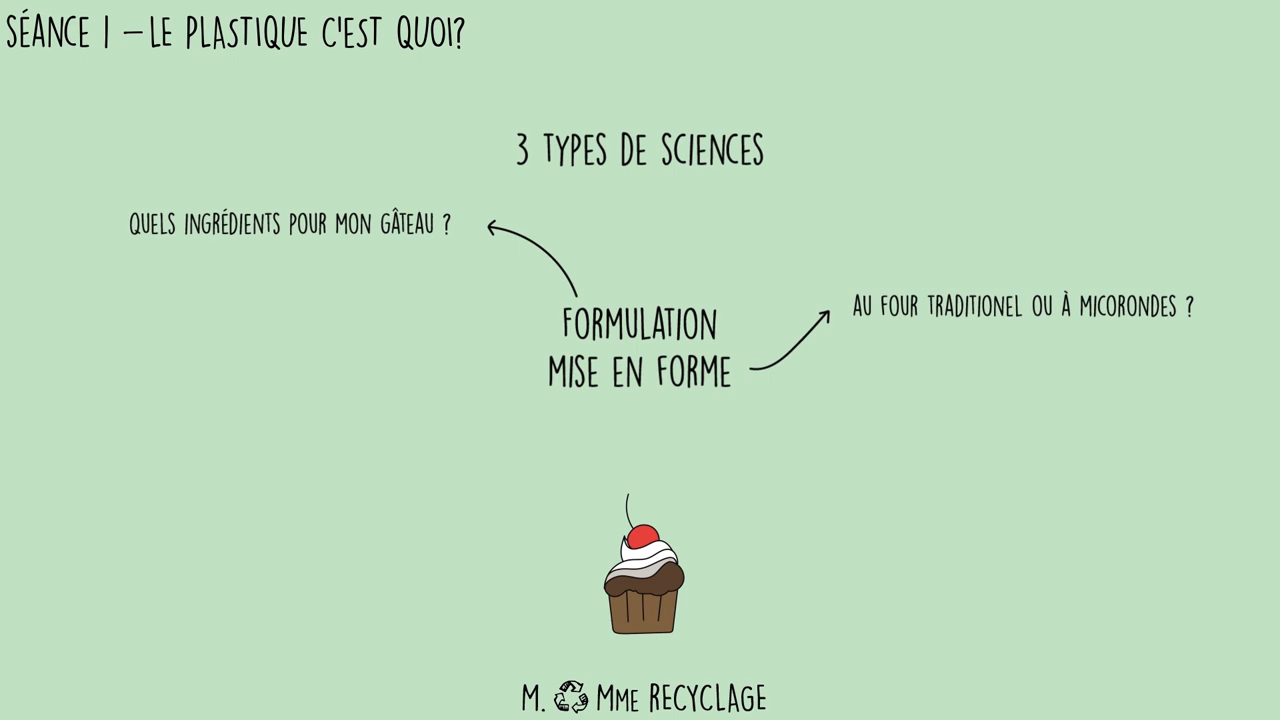 SÉANCE 1 – LE PLASTIQUE C'EST QUOI?
3 TYPES DE SCIENCES
QUELS INGRÉDIENTS POUR MON GÂTEAU ?
AU FOUR TRADITIONEL OU À MICORONDES ?
FORMULATION
MISE EN FORME
M. MME RECYCLAGE